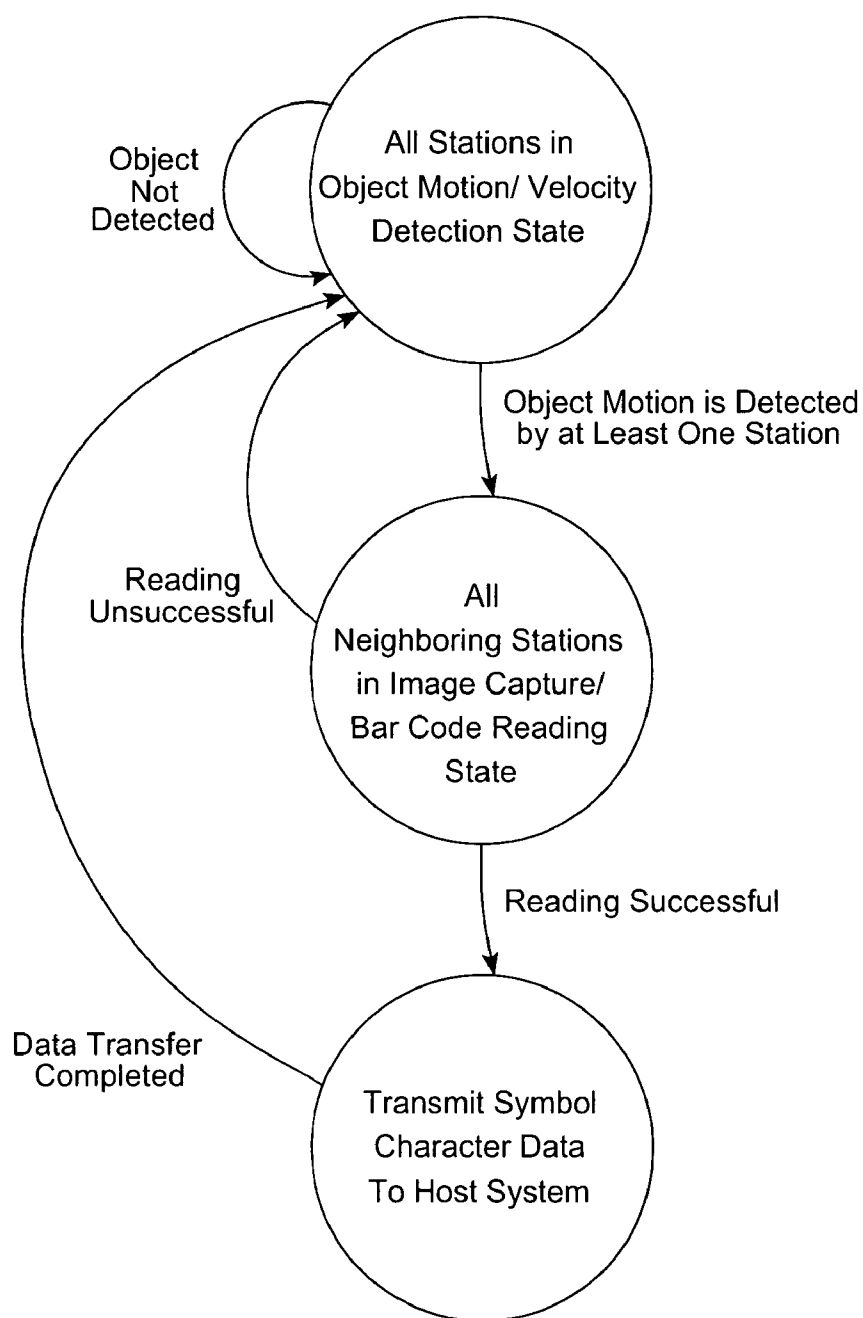 All Stations in
Object Motion/ Velocity
Detection State
Object
Not
Detected
Object Motion is Detected
by at Least One Station
Reading
Unsuccessful
All
Neighboring Stations
in Image Capture/
Bar Code Reading
State
Reading Successful
Data Transfer
Completed
Transmit Symbol
Character Data
To Host System